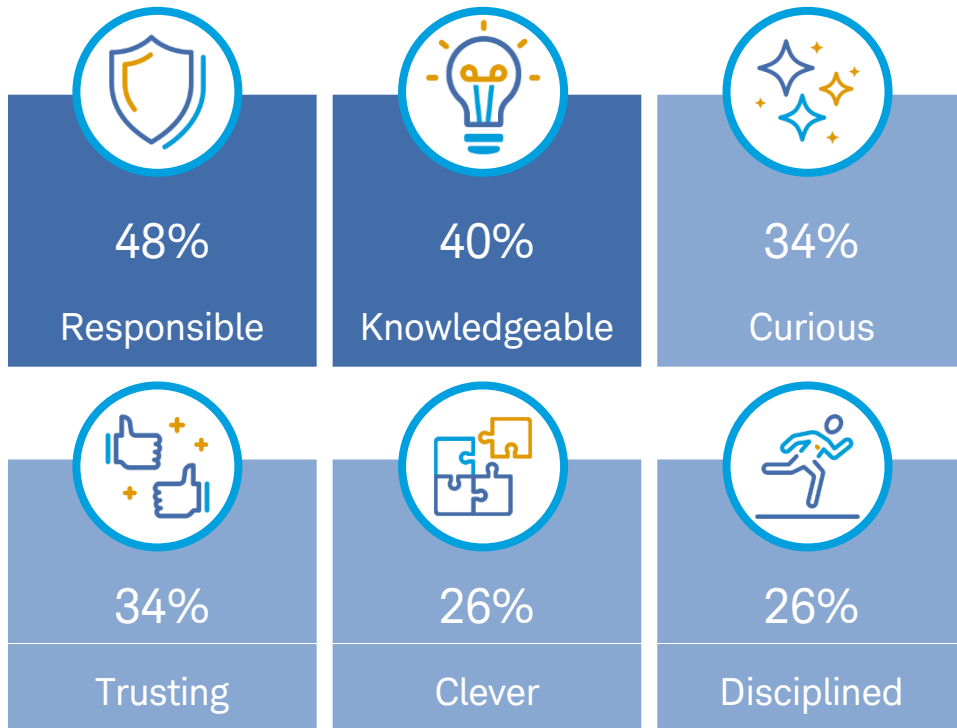 48% 40% 34%
Responsible Knowledgeable Curious
34% 26% 26%
Trusting Clever Disciplined